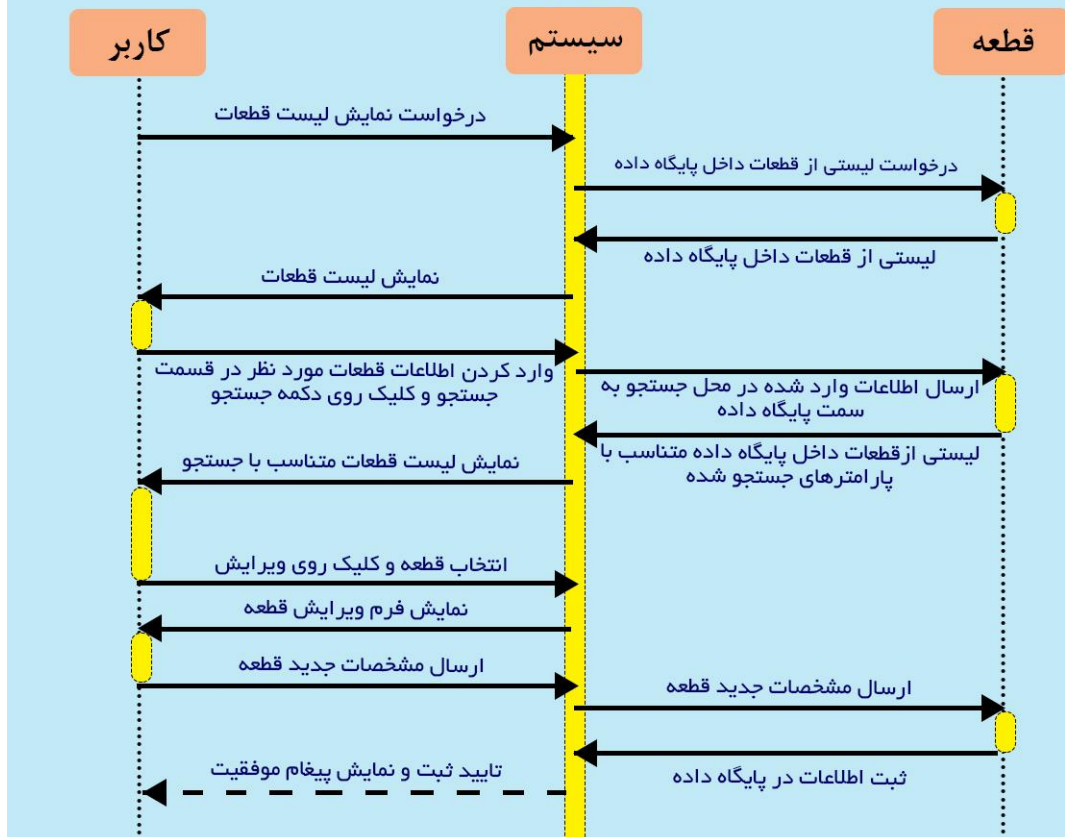 کاربر
سیستم
قطعه
درخواست نمایش لیست قطعات
درخواست لیستی از قطعات داخل پایگاه داده
لیستی از قطعات داخل پایگاه داده
نمایش لیست قطعات
وارد کردن اطلاعات قطعات مورد نظر در قسمت
جستجو و کلیک روی دکمه جستجو
ارسال اطلاعات وارد شده در محل جستجو به
سمت پایگاه داده
لیستی ازقطعات داخل پایگاه داده متناسب با
پارامترهای جستجو شده
نمایش لیست قطعات متناسب با جستجو
انتخاب قطعه و کلیک روی ویرایش
نمایش فرم ویرایش قطعه
ارسال مشخصات جدید قطعه
ارسال مشخصات جدید قطعه
ثبت اطلاعات در پایگاه داده
تایید ثبت و نمایش پیغام موفقیت